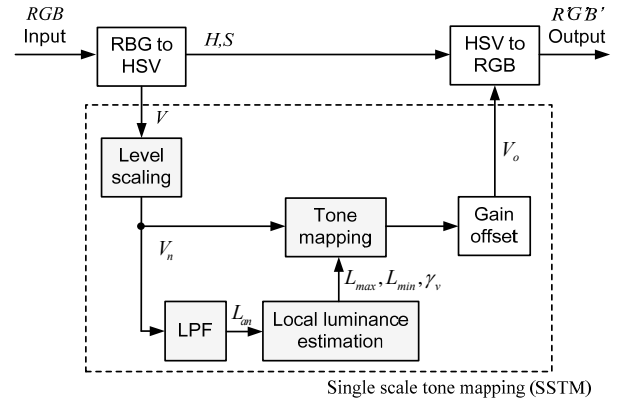 RGB
Input
RBG to
HSV
H,S
HSV to
RGB
R'G'B'
Output
V
Level
scaling
V_o
V_n
Tone
mapping
Gain
offset
L_max, L_min, γ_v
LPF
L_an
Local luminance
estimation
Single scale tone mapping (SSTM)